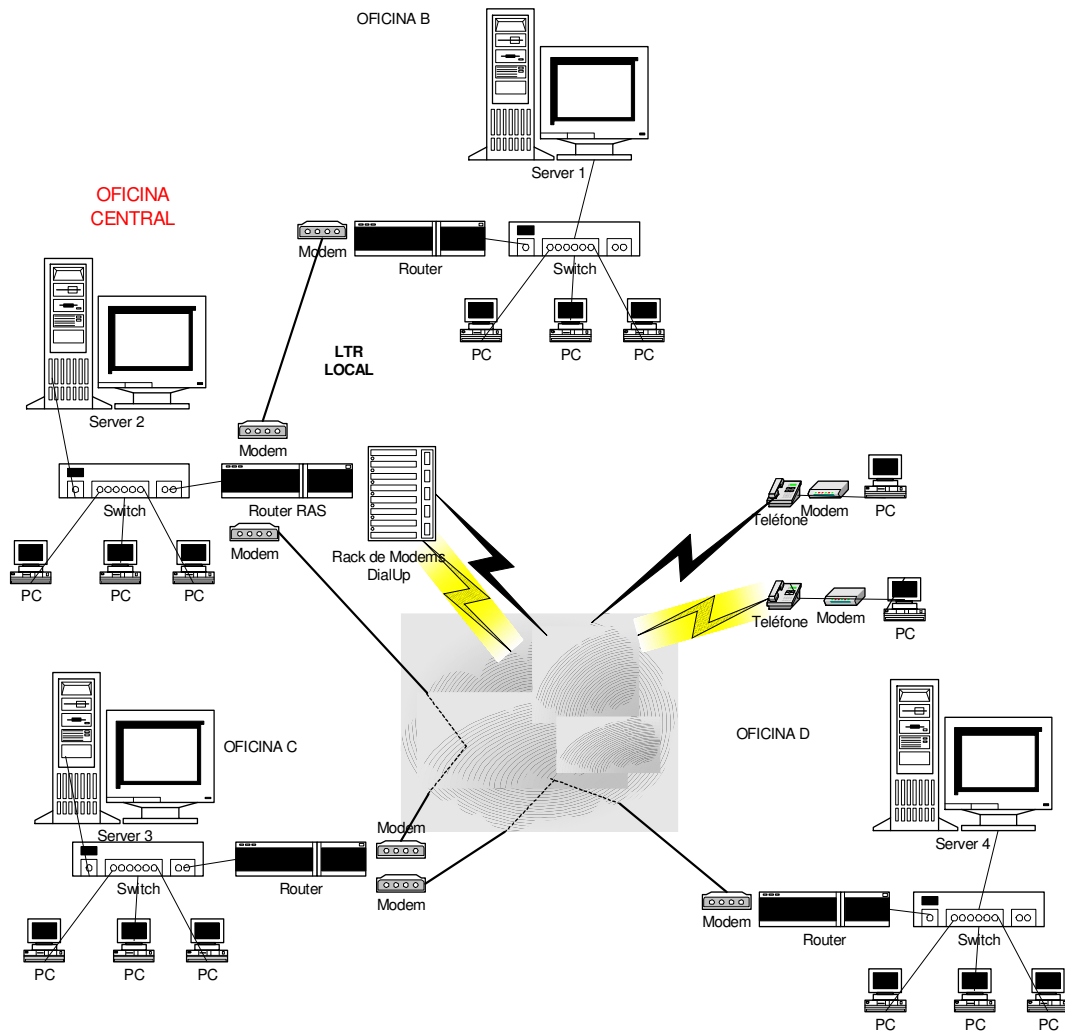 OFICINA B
Server 1
OFICINA
CENTRAL
Modem
Router
Switch
PC
PC
PC
LTR
LOCAL
Server 2
Modem
Switch
Router RAS
Modem
Rack de Modems
DialUp
PC
PC
PC
Teléfone
Modem
PC
Teléfone
Modem
PC
OFICINA C
OFICINA D
Server 3
Modem
Switch
Router
Modem
PC
PC
PC
Server 4
Modem
Router
Switch
PC
PC
PC